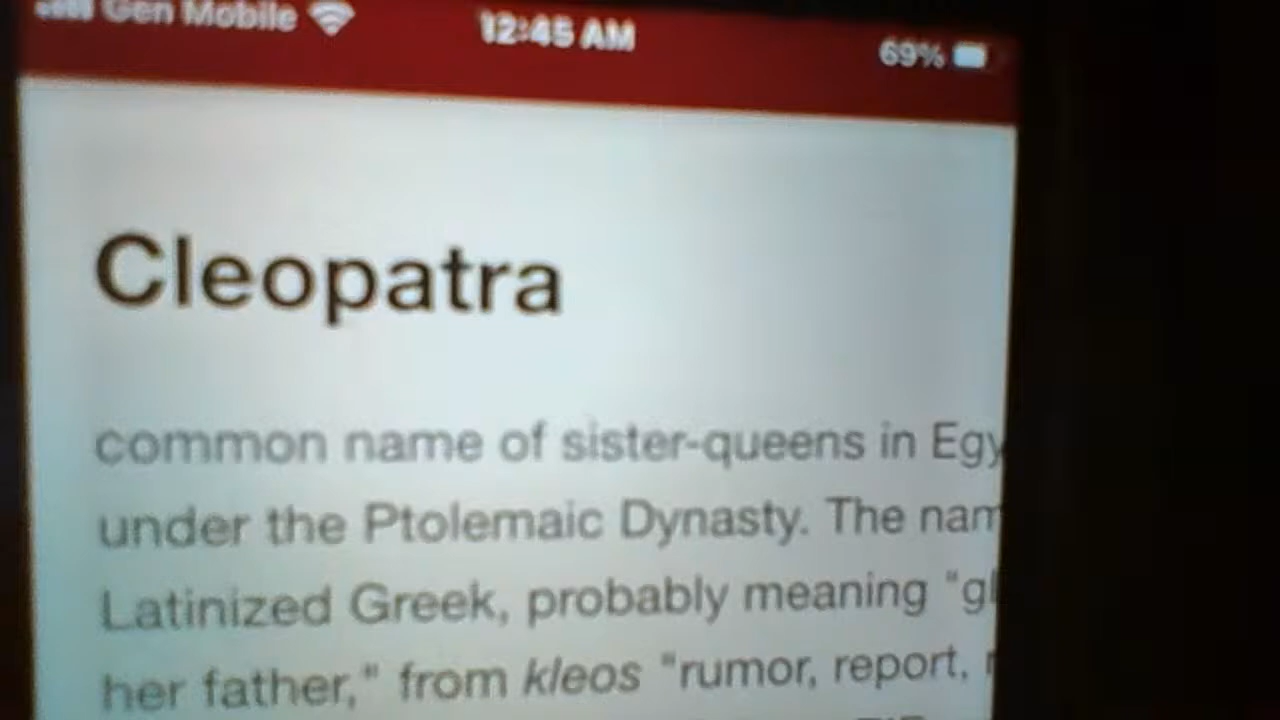 Gen Mobile 12:45 AM 69%
Cleopatra
common name of sister-queens in Egy
under the Ptolemaic Dynasty. The nam
Latinized Greek, probably meaning "gl
her father," from kleos "rumor, report, r